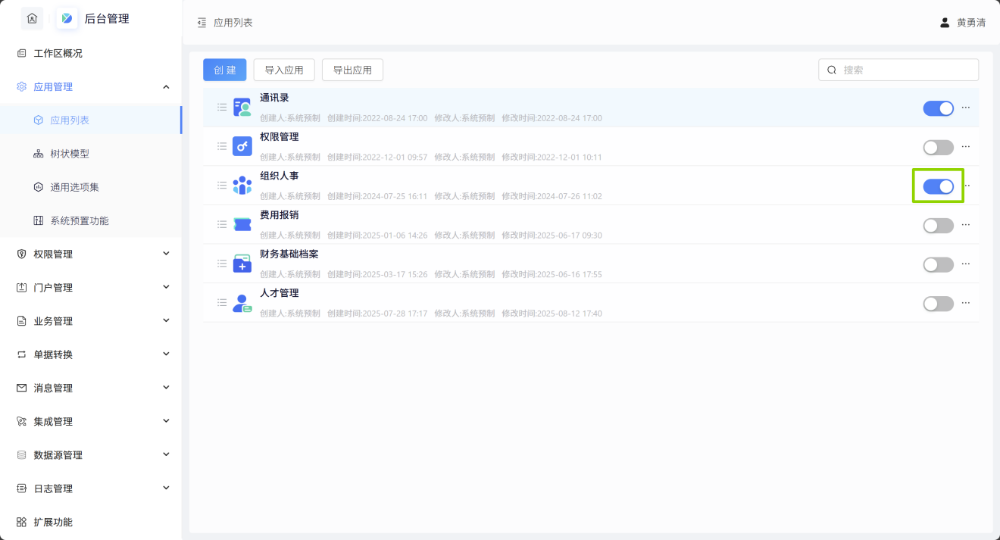 后台管理
应用列表
黄勇清
工作区概况
应用管理
应用列表
树状模型
通用选项集
系统预置功能
权限管理
门户管理
业务管理
单据转换
消息管理
集成管理
数据源管理
日志管理
扩展功能
创 建 导入应用 导出应用 搜索
通讯录
创建人:系统预制 创建时间:2022-08-24 17:00 修改人:系统预制 修改时间:2022-08-24 17:00
权限管理
创建人:系统预制 创建时间:2022-12-01 09:57 修改人:系统预制 修改时间:2022-12-01 10:11
组织人事
创建人:系统预制 创建时间:2024-07-25 16:11 修改人:系统预制 修改时间:2024-07-26 11:02
费用报销
创建人:系统预制 创建时间:2025-01-06 14:26 修改人:系统预制 修改时间:2025-06-17 09:30
财务基础档案
创建人:系统预制 创建时间:2025-03-17 15:26 修改人:系统预制 修改时间:2025-06-16 17:55
人才管理
创建人:系统预制 创建时间:2025-07-28 17:17 修改人:系统预制 修改时间:2025-08-12 17:40